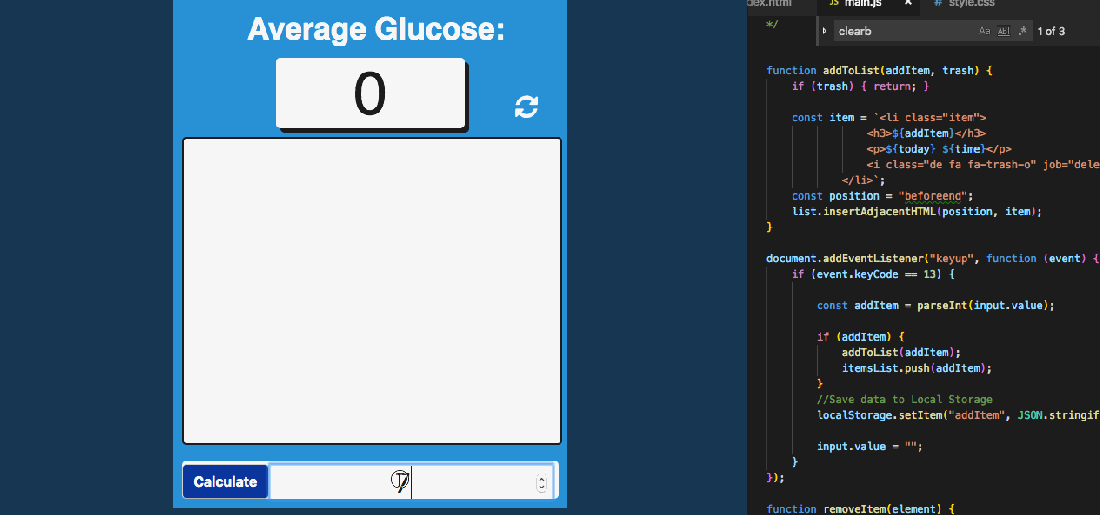 Average Glucose:
0
Calculate
7
dex.html
JS main.js
# style.css
clearb
Aa
1 of 3
*/
function addToList(addItem, trash) {
if (trash) { return; }
const item = `<li class="item">
<h3>${addItem}</h3>
<p>${today} ${time}</p>
<i class="de fa fa-trash-o" job="dele
</li>`;
const position = "beforeend";
list.insertAdjacentHTML(position, item);
}
document.addEventListener("keyup", function (event) {
if (event.keyCode == 13) {
const addItem = parseInt(input.value);
if (addItem) {
addToList(addItem);
itemsList.push(addItem);
}
//Save data to Local Storage
localStorage.setItem("addItem", JSON.stringif
input.value = "";
}
});
function removeItem(element) {